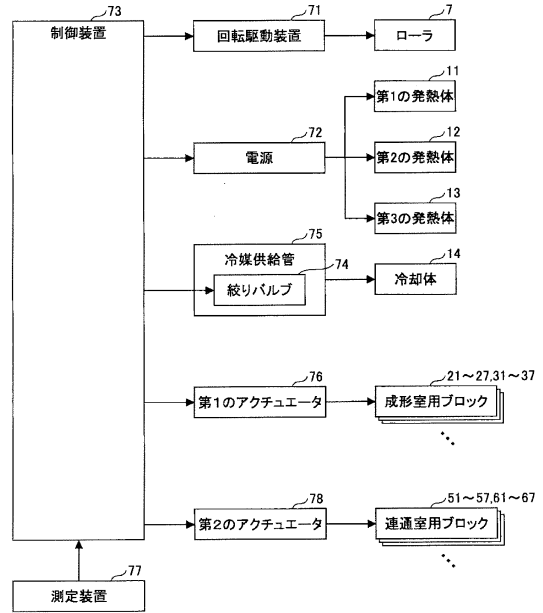 73
制御装置
71
回転駆動装置
7
ローラ
11
第1の発熱体
72
電源
12
第2の発熱体
13
第3の発熱体
75
冷媒供給管
74
絞りバルブ
14
冷却体
76
第1のアクチュエータ
21~27,31~37
成形室用ブロック
78
第2のアクチュエータ
51~57,61~67
連通室用ブロック
77
測定装置